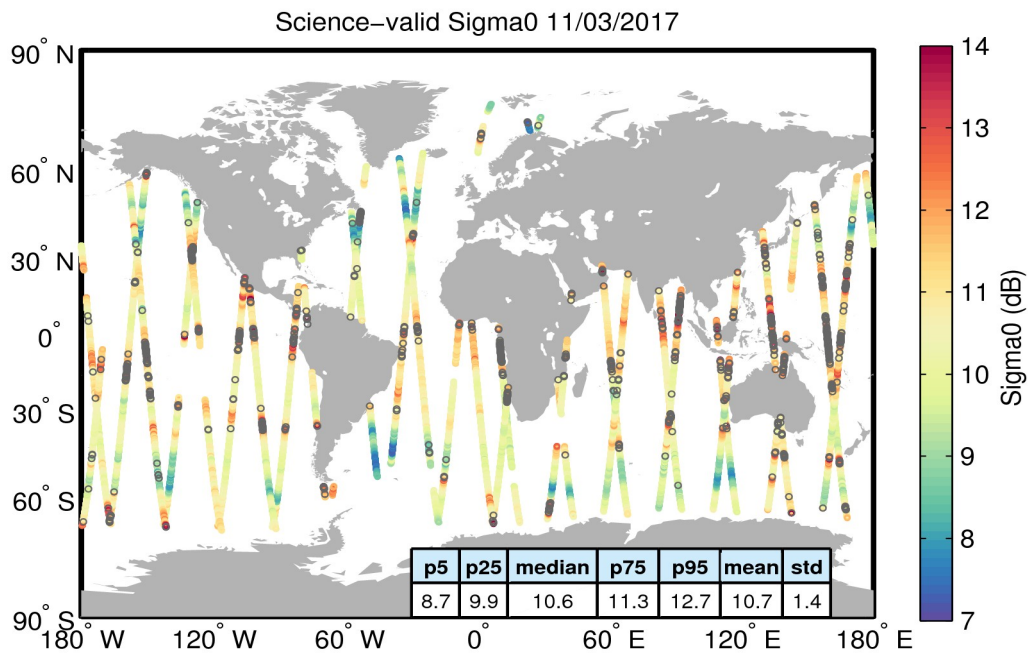 Science−valid Sigma0 11/03/2017
90° N
60° N
30° N
0°
30° S
60° S
90° S
180° W
120° W
60° W
0°
60° E
120° E
180° E
p5 p25 median p75 p95 mean std
8.7 9.9 10.6 11.3 12.7 10.7 1.4
14
13
12
11
10
9
8
7
Sigma0 (dB)